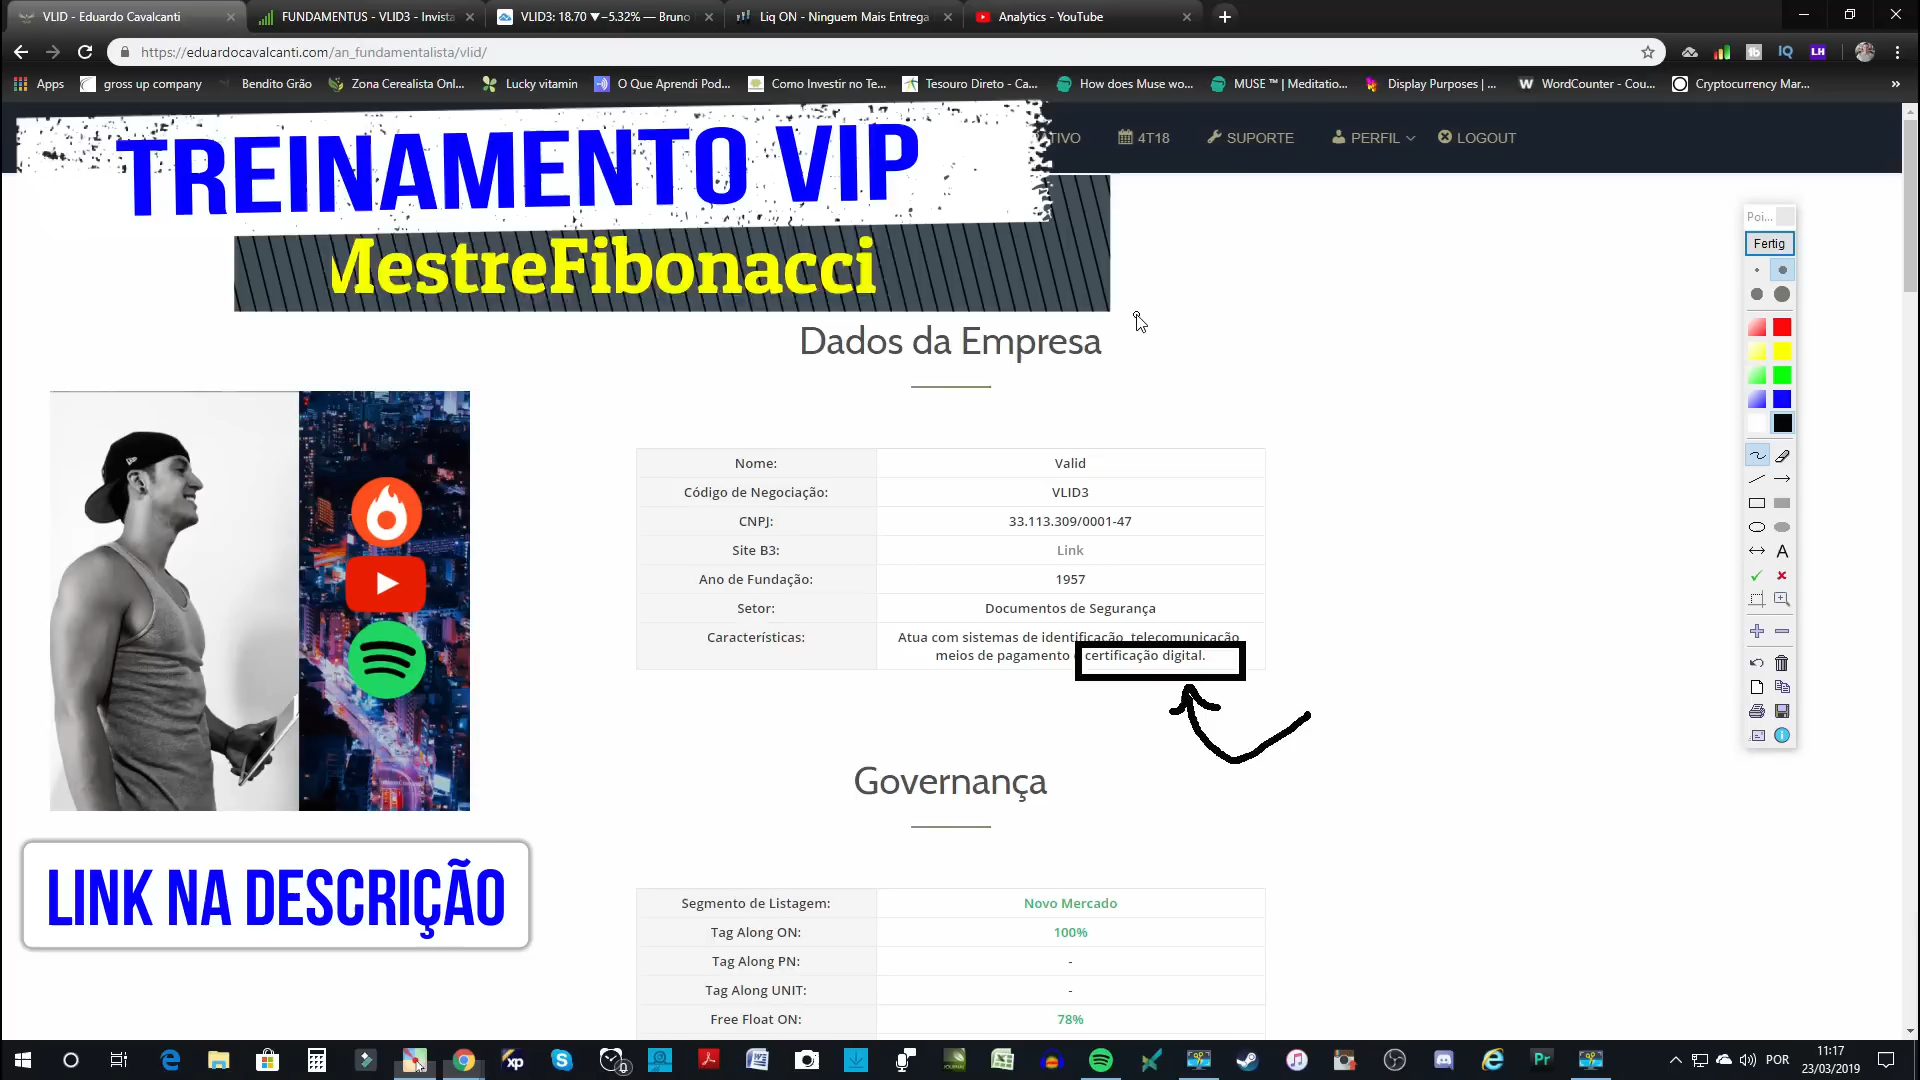 VLID - Eduardo Cavalcanti
FUNDAMENTUS - VLID3 - Invista
VLID3: 18.70 ▼−5.32% — Bruno
Liq ON - Ninguem Mais Entrega
Analytics - YouTube
https://eduardocavalcanti.com/an_fundamentalista/vlid/
Apps
gross up company
Bendito Grão
Zona Cerealista Onl...
Lucky vitamin
O Que Aprendi Pod...
Como Investir no Te...
Tesouro Direto - Ca...
How does Muse wo...
MUSE ™ | Meditatio...
Display Purposes | ...
WordCounter - Cou...
Cryptocurrency Mar...
TREINAMENTO VIP
4T18
SUPORTE
PERFIL
LOGOUT
MestreFibonacci
Poi...
Fertig
Dados da Empresa
Nome: Valid
Código de Negociação: VLID3
CNPJ: 33.113.309/0001-47
Site B3: Link
Ano de Fundação: 1957
Setor: Documentos de Segurança
Características: Atua com sistemas de identificação, telecomunicação
meios de pagamento certificação digital.
Governança
LINK NA DESCRIÇÃO
Segmento de Listagem: Novo Mercado
Tag Along ON: 100%
Tag Along PN: -
Tag Along UNIT: -
Free Float ON: 78%
POR
11:17
23/03/2019